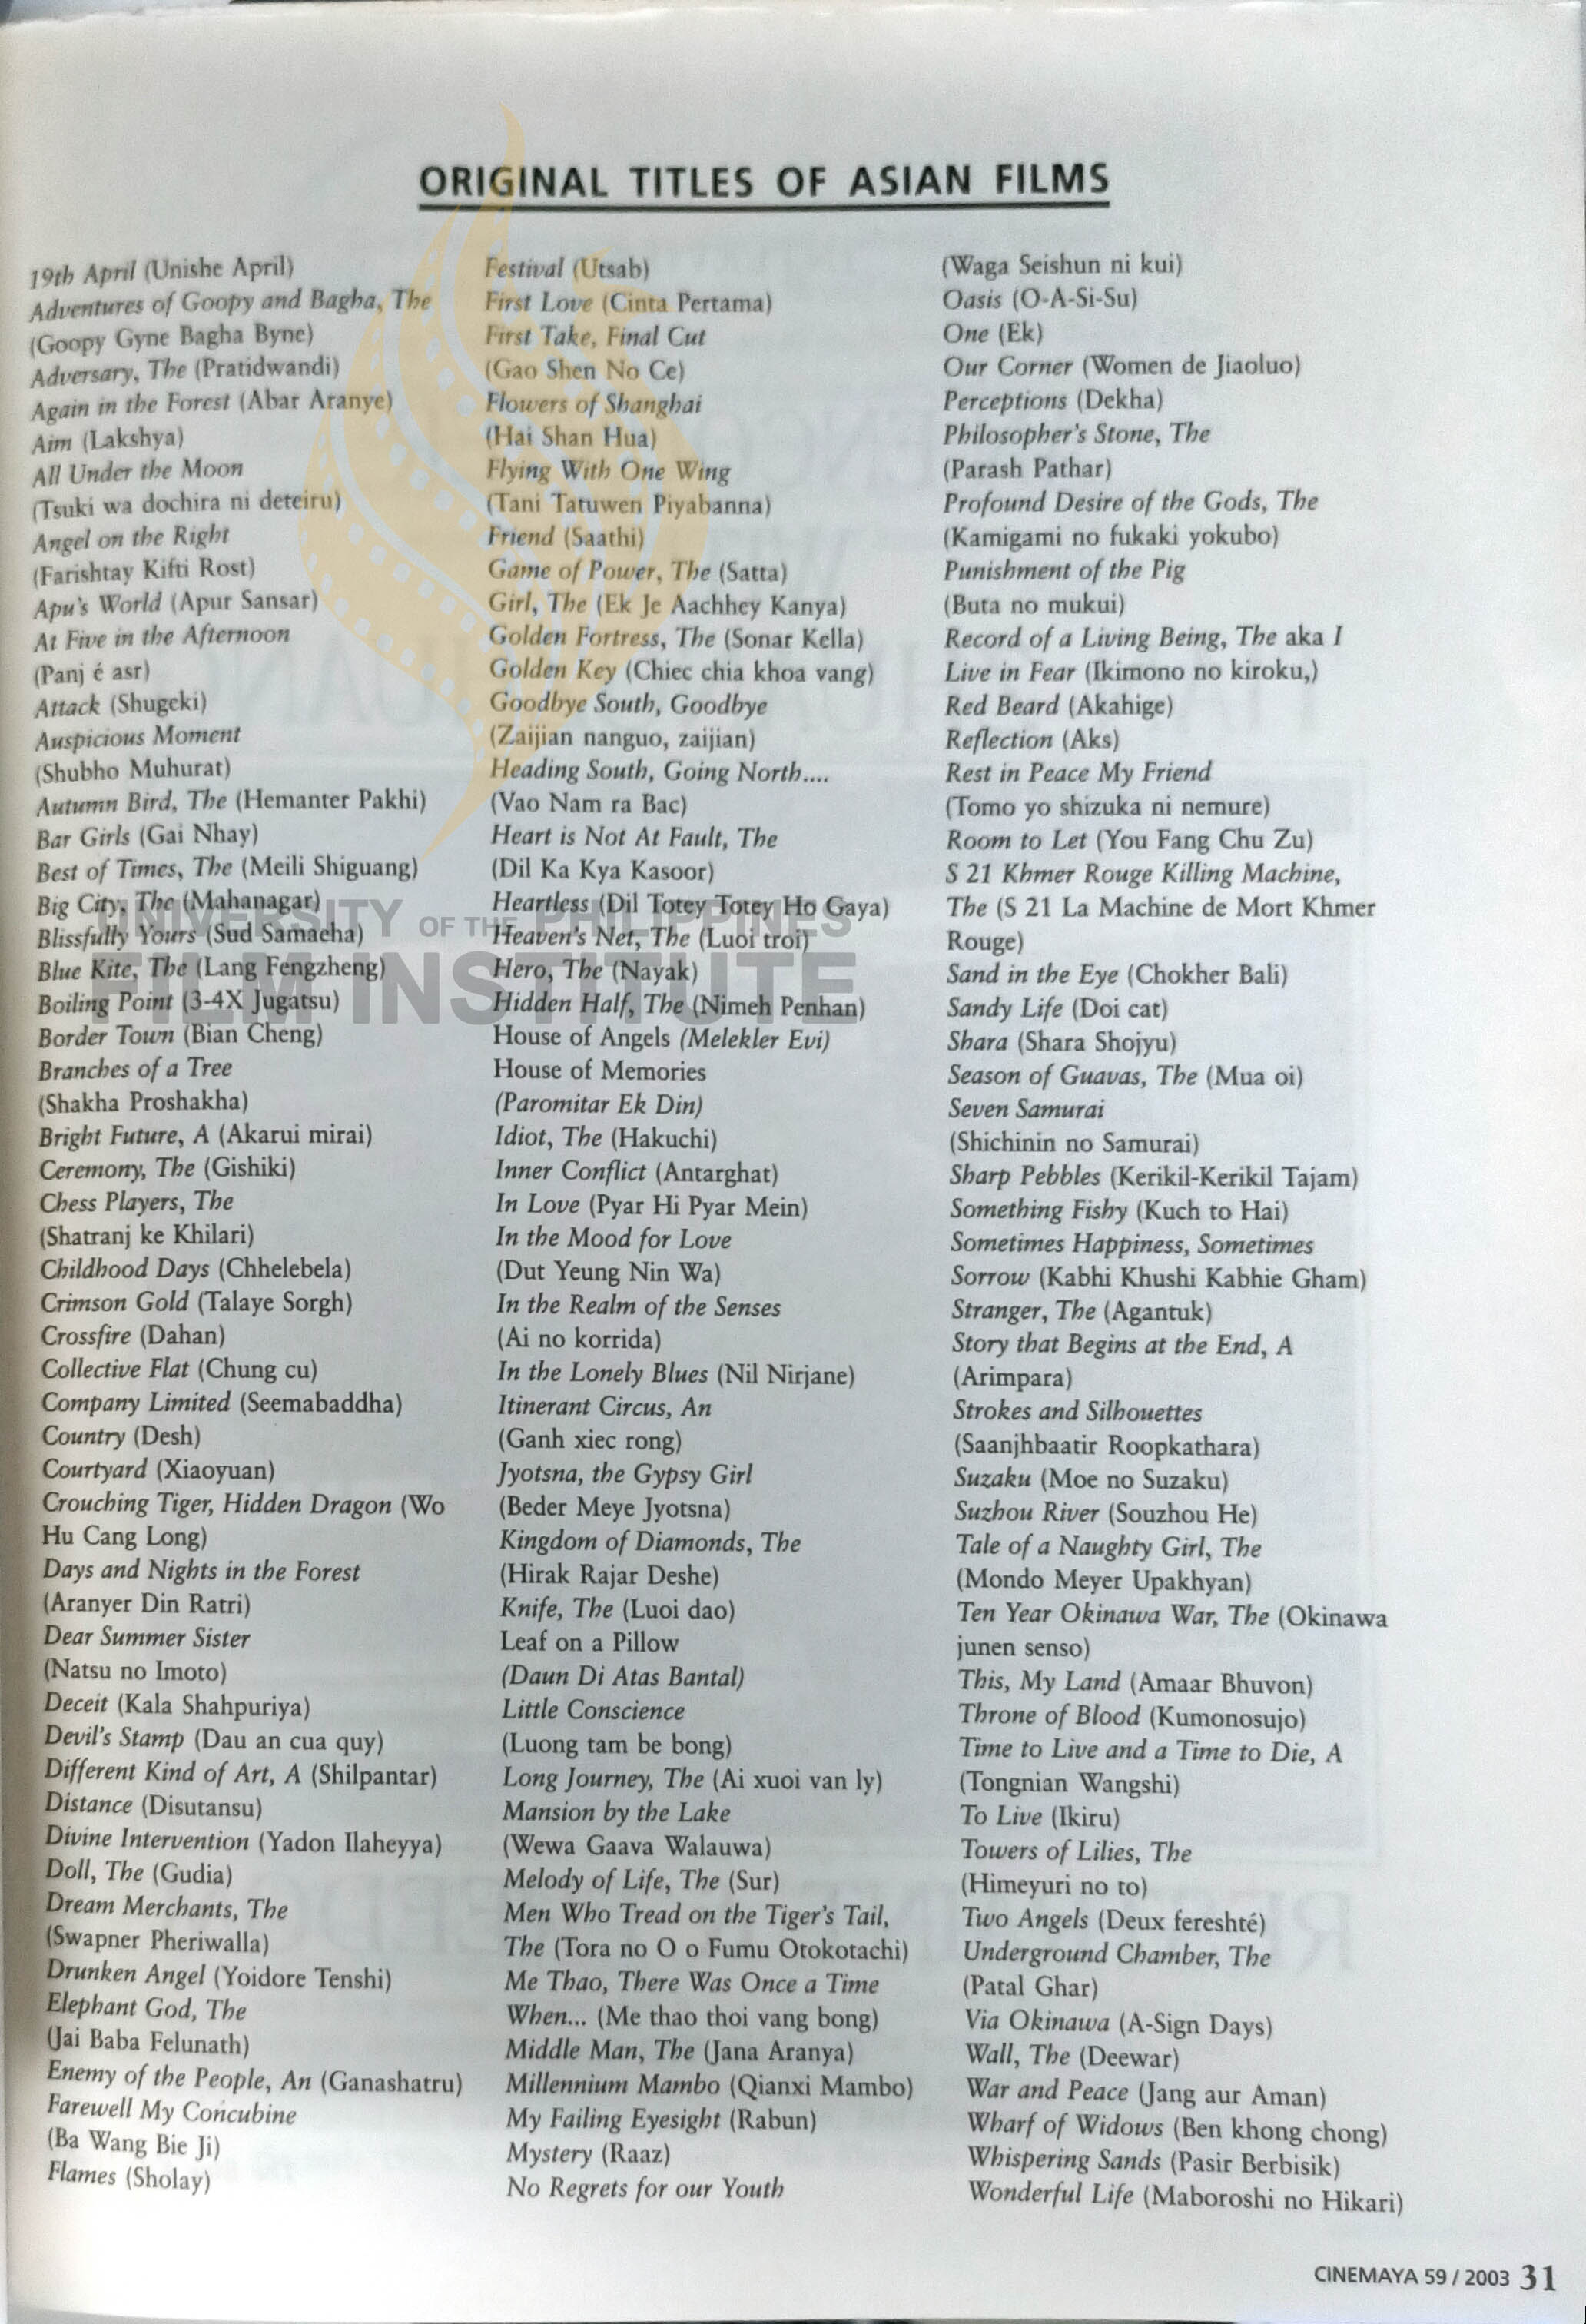 ORIGINAL TITLES OF ASIAN FILMS
19th April (Unishe April)
Adventures of Goopy and Bagha, The
(Goopy Gyne Bagha Byne)
Adversary, The (Pratidwandi)
Again in the Forest (Abar Aranye)
Aim (Lakshya)
All Under the Moon
(Tsuki wa dochira ni deteiru)
Angel on the Right
(Farishtay Kifti Rost)
Apu's World (Apur Sansar)
At Five in the Afternoon
(Panj é asr)
Attack (Shugeki)
Auspicious Moment
(Shubho Muhurat)
Autumn Bird, The (Hemanter Pakhi)
Bar Girls (Gai Nhay)
Best of Times, The (Meili Shiguang)
Big City, The (Mahanagar)
Blissfully Yours (Sud Samacha)
Blue Kite, The (Lang Fengzheng)
Boiling Point (3-4X Jugatsu)
Border Town (Bian Cheng)
Branches of a Tree
(Shakha Proshakha)
Bright Future, A (Akarui mirai)
Ceremony, The (Gishiki)
Chess Players, The
(Shatranj ke Khilari)
Childhood Days (Chhelebela)
Crimson Gold (Talaye Sorgh)
Crossfire (Dahan)
Collective Flat (Chung cu)
Company Limited (Seemabaddha)
Country (Desh)
Courtyard (Xiaoyuan)
Crouching Tiger, Hidden Dragon (Wo
Hu Cang Long)
Days and Nights in the Forest
(Aranyer Din Ratri)
Dear Summer Sister
(Natsu no Imoto)
Deceit (Kala Shahpuriya)
Devil's Stamp (Dau an cua quy)
Different Kind of Art, A (Shilpantar)
Distance (Disutansu)
Divine Intervention (Yadon Ilaheyya)
Doll, The (Gudia)
Dream Merchants, The
(Swapner Pheriwalla)
Drunken Angel (Yoidore Tenshi)
Elephant God, The
(Jai Baba Felunath)
Enemy of the People, An (Ganashatru)
Farewell My Concubine
(Ba Wang Bie Ji)
Flames (Sholay)
Festival (Utsab)
First Love (Cinta Pertama)
First Take, Final Cut
(Gao Shen No Ce)
Flowers of Shanghai
(Hai Shan Hua)
Flying With One Wing
(Tani Tatuwen Piyabanna)
Friend (Saathi)
Game of Power, The (Satta)
Girl, The (Ek Je Aachhey Kanya)
Golden Fortress, The (Sonar Kella)
Golden Key (Chiec chia khoa vang)
Goodbye South, Goodbye
(Zaijian nanguo, zaijian)
Heading South, Going North....
(Vao Nam ra Bac)
Heart is Not At Fault, The
(Dil Ka Kya Kasoor)
Heartless (Dil Totey Totey Ho Gaya)
Heaven's Net, The (Luoi troi)
Hero, The (Nayak)
Hidden Half, The (Nimeh Penhan)
House of Angels (Melekler Evi)
House of Memories
(Paromitar Ek Din)
Idiot, The (Hakuchi)
Inner Conflict (Antarghat)
In Love (Pyar Hi Pyar Mein)
In the Mood for Love
(Dut Yeung Nin Wa)
In the Realm of the Senses
(Ai no korrida)
In the Lonely Blues (Nil Nirjane)
Itinerant Circus, An
(Ganh xiec rong)
Jyotsna, the Gypsy Girl
(Beder Meye Jyotsna)
Kingdom of Diamonds, The
(Hirak Rajar Deshe)
Knife, The (Luoi dao)
Leaf on a Pillow
(Daun Di Atas Bantal)
Little Conscience
(Luong tam be bong)
Long Journey, The (Ai xuoi van ly)
Mansion by the Lake
(Wewa Gaava Walauwa)
Melody of Life, The (Sur)
Men Who Tread on the Tiger's Tail,
The (Tora no O o Fumu Otokotachi)
Me Thao, There Was Once a Time
When... (Me thao thoi vang bong)
Middle Man, The (Jana Aranya)
Millennium Mambo (Qianxi Mambo)
My Failing Eyesight (Rabun)
Mystery (Raaz)
No Regrets for our Youth
(Waga Seishun ni kui)
Oasis (O-A-Si-Su)
One (Ek)
Our Corner (Women de Jiaoluo)
Perceptions (Dekha)
Philosopher's Stone, The
(Parash Pathar)
Profound Desire of the Gods, The
(Kamigami no fukaki yokubo)
Punishment of the Pig
(Buta no mukui)
Record of a Living Being, The aka I
Live in Fear (Ikimono no kiroku,)
Red Beard (Akahige)
Reflection (Aks)
Rest in Peace My Friend
(Tomo yo shizuka ni nemure)
Room to Let (You Fang Chu Zu)
S 21 Khmer Rouge Killing Machine,
The (S 21 La Machine de Mort Khmer
Rouge)
Sand in the Eye (Chokher Bali)
Sandy Life (Doi cat)
Shara (Shara Shojyu)
Season of Guavas, The (Mua oi)
Seven Samurai
(Shichinin no Samurai)
Sharp Pebbles (Kerikil-Kerikil Tajam)
Something Fishy (Kuch to Hai)
Sometimes Happiness, Sometimes
Sorrow (Kabhi Khushi Kabhie Gham)
Stranger, The (Agantuk)
Story that Begins at the End, A
(Arimpara)
Strokes and Silhouettes
(Saanjhbaatir Roopkathara)
Suzaku (Moe no Suzaku)
Suzhou River (Souzhou He)
Tale of a Naughty Girl, The
(Mondo Meyer Upakhyan)
Ten Year Okinawa War, The (Okinawa
junen senso)
This, My Land (Amaar Bhuvon)
Throne of Blood (Kumonosujo)
Time to Live and a Time to Die, A
(Tongnian Wangshi)
To Live (Ikiru)
Towers of Lilies, The
(Himeyuri no to)
Two Angels (Deux fereshté)
Underground Chamber, The
(Patal Ghar)
Via Okinawa (A-Sign Days)
Wall, The (Deewar)
War and Peace (Jang aur Aman)
Wharf of Widows (Ben khong chong)
Whispering Sands (Pasir Berbisik)
Wonderful Life (Maboroshi no Hikari)
UNIVERSITY OF THE PHILIPPINES
FILM INSTITUTE
CINEMAYA 59 / 2003 31